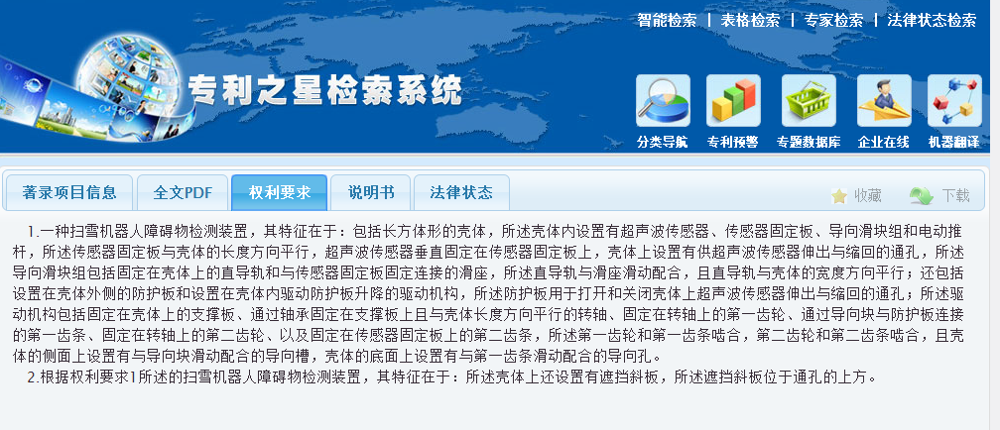 智能检索 | 表格检索 | 专家检索 | 法律状态检索
专利之星检索系统
分类导航 专利预警 专题数据库 企业在线 机器翻译
著录项目信息 全文PDF 权利要求 说明书 法律状态 收藏 下载
1.一种扫雪机器人障碍物检测装置，其特征在于：包括长方体形的壳体，所述壳体内设置有超声波传感器、传感器固定板、导向滑块组和电动推
杆，所述传感器固定板与壳体的长度方向平行，超声波传感器垂直固定在传感器固定板上，壳体上设置有供超声波传感器伸出与缩回的通孔，所述
导向滑块组包括固定在壳体上的直导轨和与传感器固定板固定连接的滑座，所述直导轨与滑座滑动配合，且直导轨与壳体的宽度方向平行；还包括
设置在壳体外侧的防护板和设置在壳体内驱动防护板升降的驱动机构，所述防护板用于打开和关闭壳体上超声波传感器伸出与缩回的通孔；所述驱
动机构包括固定在壳体上的支撑板、通过轴承固定在支撑板上且与壳体长度方向平行的转轴、固定在转轴上的第一齿轮、通过导向块与防护板连接
的第一齿条、固定在转轴上的第二齿轮、以及固定在传感器固定板上的第二齿条，所述第一齿轮和第一齿条啮合，第二齿轮和第二齿条啮合，且壳
体的侧面上设置有与导向块滑动配合的导向槽，壳体的底面上设置有与第一齿条滑动配合的导向孔。
2.根据权利要求1所述的扫雪机器人障碍物检测装置，其特征在于：所述壳体上还设置有遮挡斜板，所述遮挡斜板位于通孔的上方。